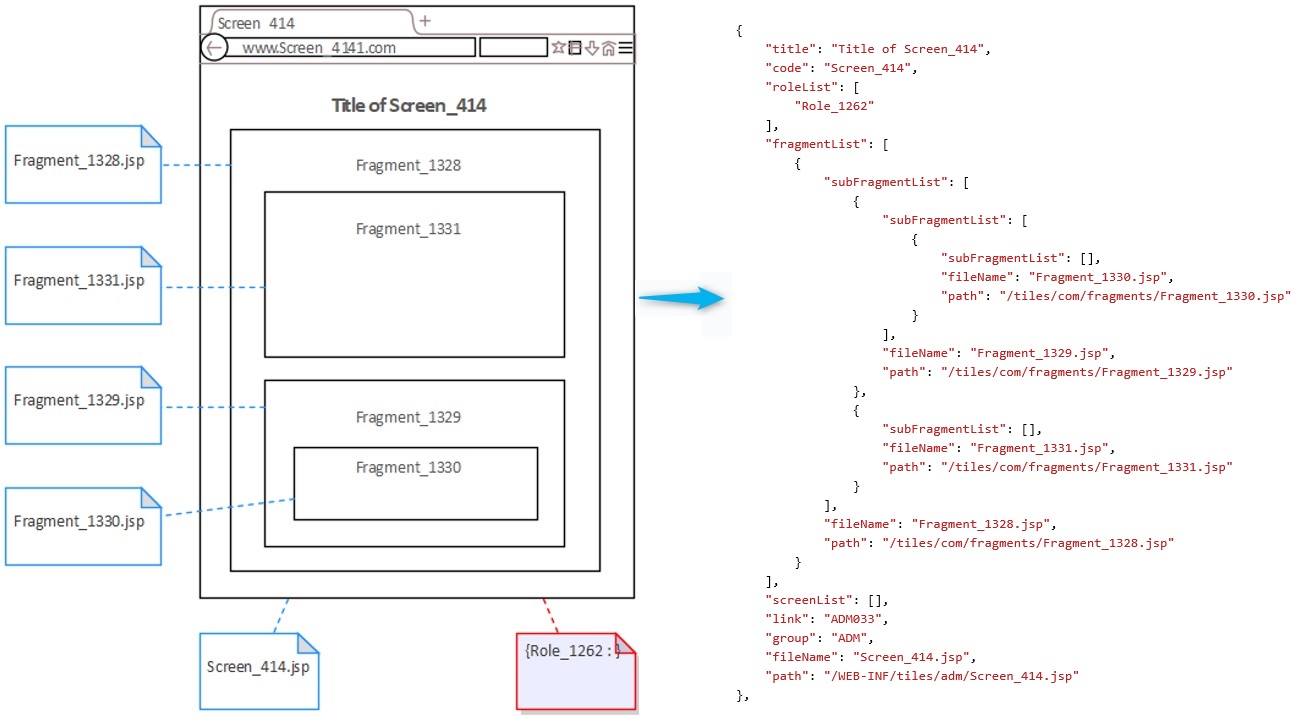 Screen_414
+
www.Screen_4141.com
Title of Screen_414
Fragment_1328.jsp
Fragment_1328
Fragment_1331
Fragment_1331.jsp
Fragment_1329.jsp
Fragment_1329
Fragment_1330
Fragment_1330.jsp
Screen_414.jsp
{Role_1262 : }
{
"title": "Title of Screen_414",
"code": "Screen_414",
"roleList": [
"Role_1262"
],
"fragmentList": [
{
"subFragmentList": [
{
"subFragmentList": [
{
"subFragmentList": [],
"fileName": "Fragment_1330.jsp",
"path": "/tiles/com/fragments/Fragment_1330.jsp"
}
],
"fileName": "Fragment_1329.jsp",
"path": "/tiles/com/fragments/Fragment_1329.jsp"
},
{
"subFragmentList": [],
"fileName": "Fragment_1331.jsp",
"path": "/tiles/com/fragments/Fragment_1331.jsp"
}
],
"fileName": "Fragment_1328.jsp",
"path": "/tiles/com/fragments/Fragment_1328.jsp"
}
],
"screenList": [],
"link": "ADM033",
"group": "ADM",
"fileName": "Screen_414.jsp",
"path": "/WEB-INF/tiles/adm/Screen_414.jsp"
},